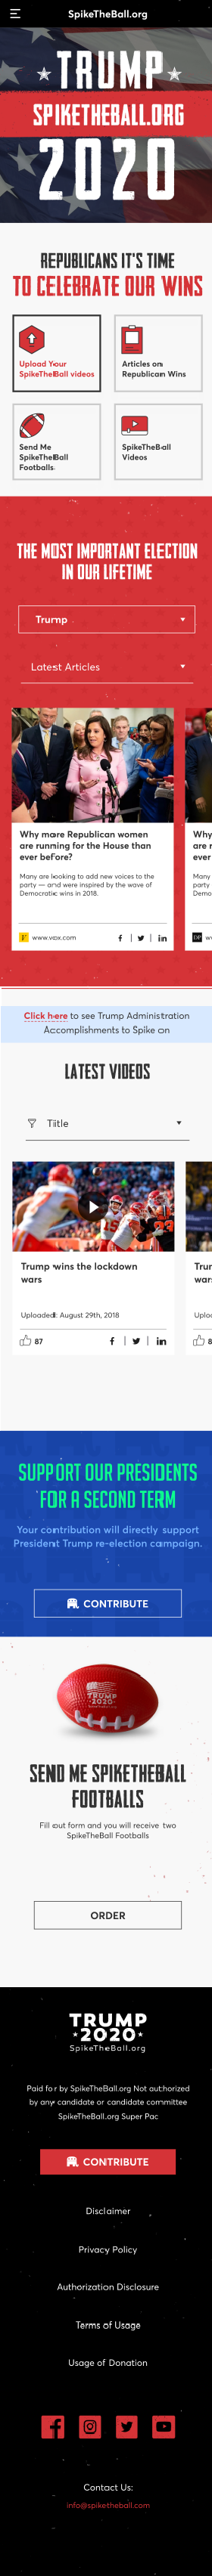 SpikeTheBall.org
TRUMP
SPIKETHEBALL.ORG
2020
REPUBLICANS IT'S TIME
TO CELEBRATE OUR WINS
Upload Your
SpikeTheBall videos
Articles on
Republican Wins
Send Me
SpikeTheBall
Footballs
SpikeTheBall
Videos
THE MOST IMPORTANT ELECTION
IN OUR LIFETIME
Trump
Latest Articles
Why more Republican women
are running for the House than
ever before?
Many are looking to add new voices to the
party — and were inspired by the wave of
Democratic wins in 2018.
www.vox.com
Why
are r
ever
Many
party
Demo
Click here to see Trump Administration
Accomplishments to Spike on
LATEST VIDEOS
Title
Trump wins the lockdown
wars
Uploaded: August 29th, 2018
87
Trum
wars
Uploa
8
SUPPORT OUR PRESIDENTS
FOR A SECOND TERM
Your contribution will directly support
President Trump re-election campaign.
CONTRIBUTE
TRUMP
2020
SEND ME SPIKETHEBALL
FOOTBALLS
Fill out form and you will receive two
SpikeTheBall Footballs
ORDER
TRUMP
2020
SpikeTheBall.org
Paid for by SpikeTheBall.org Not authorized
by any candidate or candidate committee
SpikeTheBall.org Super Pac
CONTRIBUTE
Disclaimer
Privacy Policy
Authorization Disclosure
Terms of Usage
Usage of Donation
Contact Us:
info@spiketheball.com